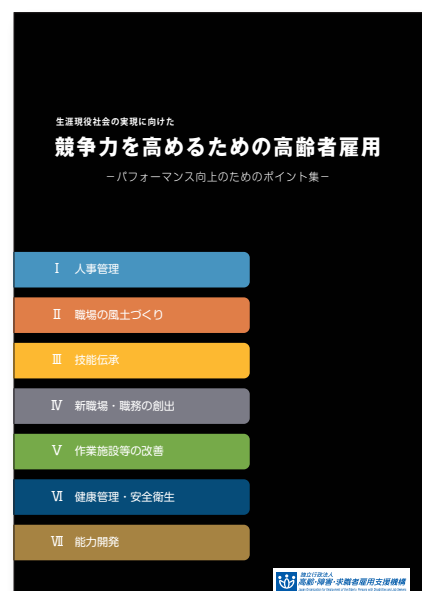 生涯現役社会の実現に向けた
競争力を高めるための高齢者雇用
－パフォーマンス向上のためのポイント集－
Ⅰ 人事管理
Ⅱ 職場の風土づくり
Ⅲ 技能伝承
Ⅳ 新職場・職務の創出
Ⅴ 作業施設等の改善
Ⅵ 健康管理・安全衛生
Ⅶ 能力開発
独立行政法人
高齢・障害・求職者雇用支援機構